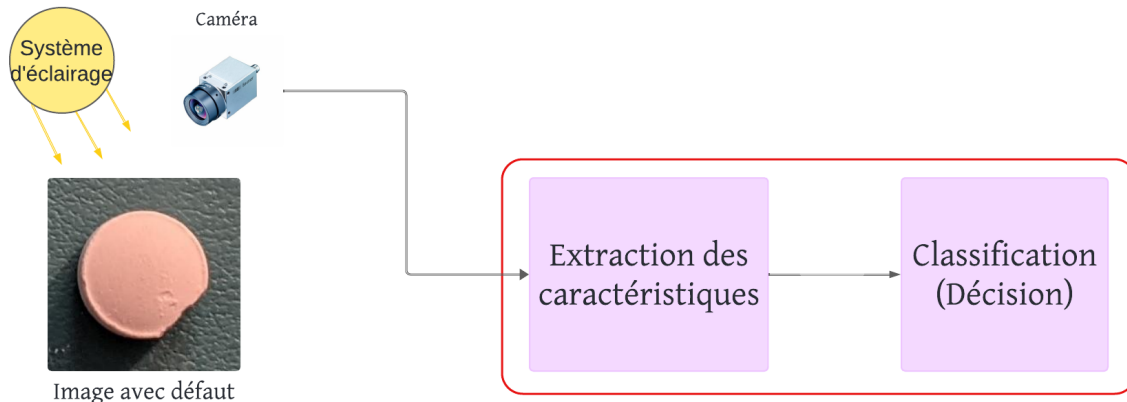 Caméra
Système
d'éclairage
Extraction des
caractéristiques
Classification
(Décision)
Image avec défaut